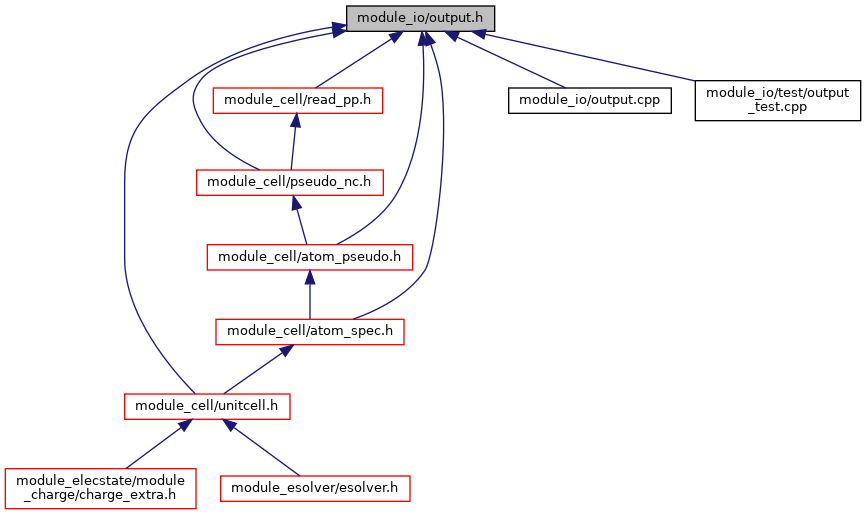 module_io/output.h
module_cell/read_pp.h
module_io/output.cpp
module_io/test/output
_test.cpp
module_cell/pseudo_nc.h
module_cell/atom_pseudo.h
module_cell/atom_spec.h
module_cell/unitcell.h
module_elecstate/module
_charge/charge_extra.h
module_esolver/esolver.h